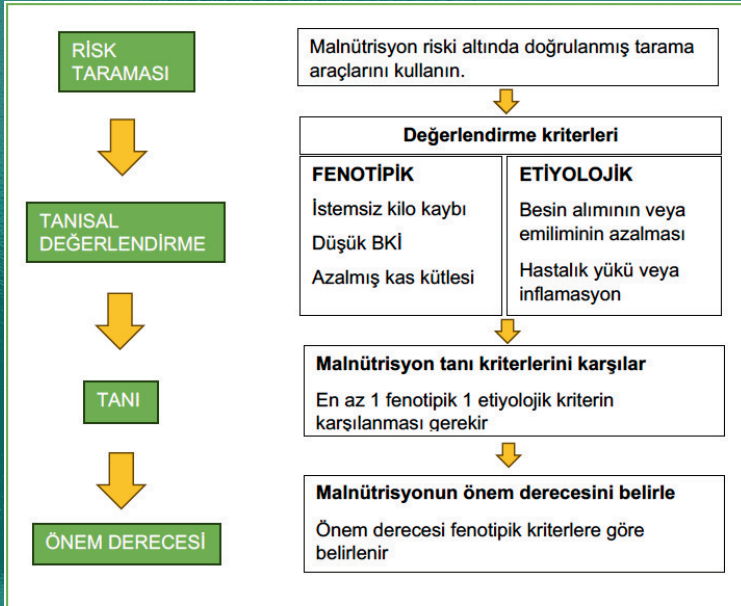 RİSK
TARAMASI
Malnütrisyon riski altında doğrulanmış tarama
araçlarını kullanın.
Değerlendirme kriterleri
TANISAL
DEĞERLENDİRME
FENOTİPİK
İstemsiz kilo kaybı
Düşük BKİ
Azalmış kas kütlesi
ETİYOLOJİK
Besin alımının veya
emiliminin azalması
Hastalık yükü veya
inflamasyon
TANI
Malnütrisyon tanı kriterlerini karşılar
En az 1 fenotipik 1 etiyolojik kriterin
karşılanması gerekir
ÖNEM DERECESİ
Malnütrisyonun önem derecesini belirle
Önem derecesi fenotipik kriterlere göre
belirlenir